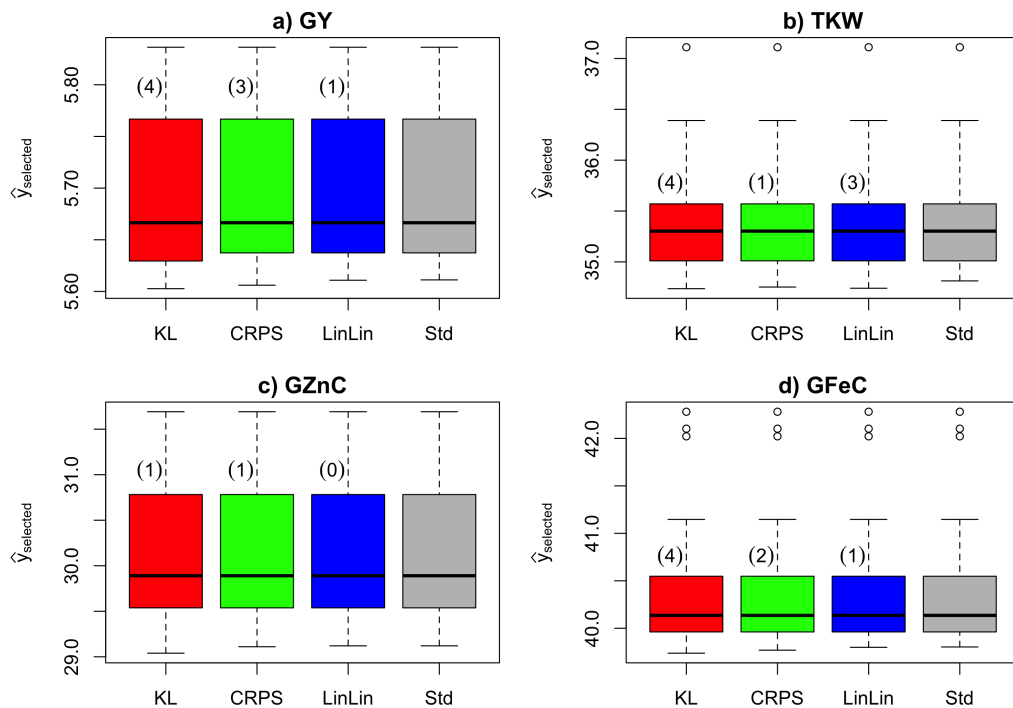 a) GY
5.80
5.70
5.60
ŷselected
(4) (3) (1)
KL CRPS LinLin Std
b) TKW
37.0
36.0
35.0
ŷselected
(4) (1) (3)
KL CRPS LinLin Std
c) GZnC
31.0
30.0
29.0
ŷselected
(1) (1) (0)
KL CRPS LinLin Std
d) GFeC
42.0
41.0
40.0
ŷselected
(4) (2) (1)
KL CRPS LinLin Std